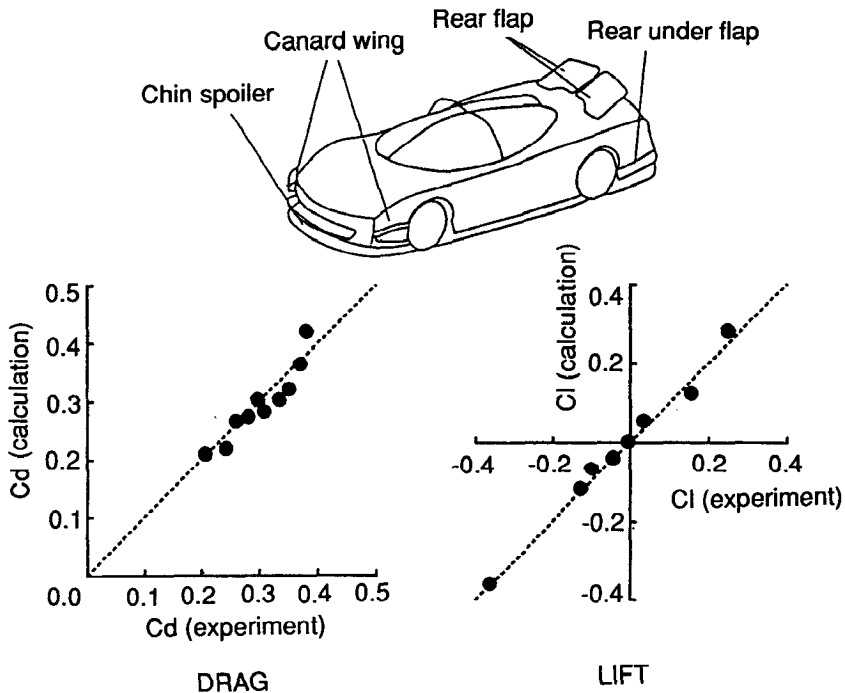 Rear flap
Canard wing
Rear under flap
Chin spoiler
0.5
0.4
0.3
0.2
0.1
0.0
0.1
0.2
0.3
0.4
0.5
Cd (calculation)
Cd (experiment)
DRAG
0.4
0.2
-0.4
-0.2
0.2
0.4
-0.2
-0.4
Cl (calculation)
Cl (experiment)
LIFT